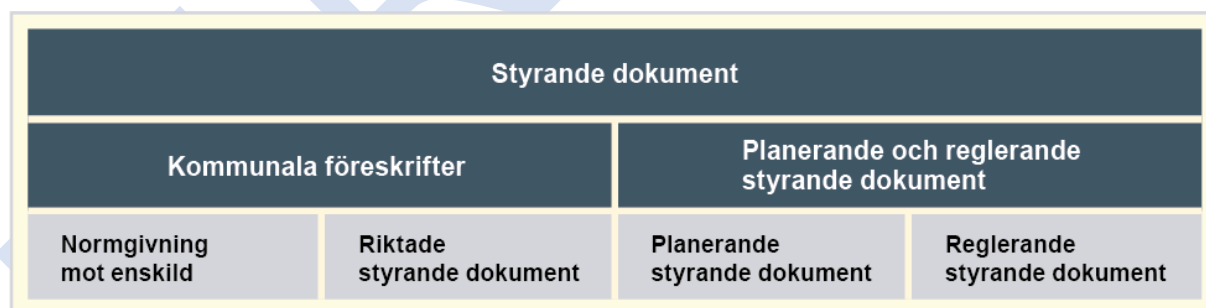 Styrande dokument
Kommunala föreskrifter
Planerande och reglerande
styrande dokument
Normgivning
mot enskild
Riktade
styrande dokument
Planerande
styrande dokument
Reglerande
styrande dokument